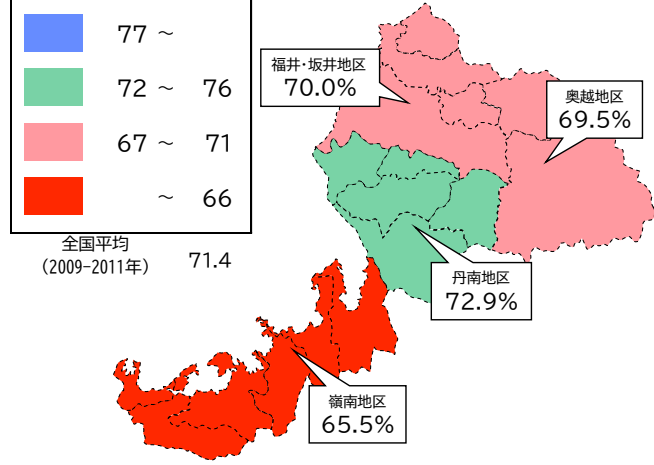 77 ~
72 ~ 76
67 ~ 71
~ 66
全国平均
(2009-2011年) 71.4
福井・坂井地区
70.0%
奥越地区
69.5%
丹南地区
72.9%
嶺南地区
65.5%